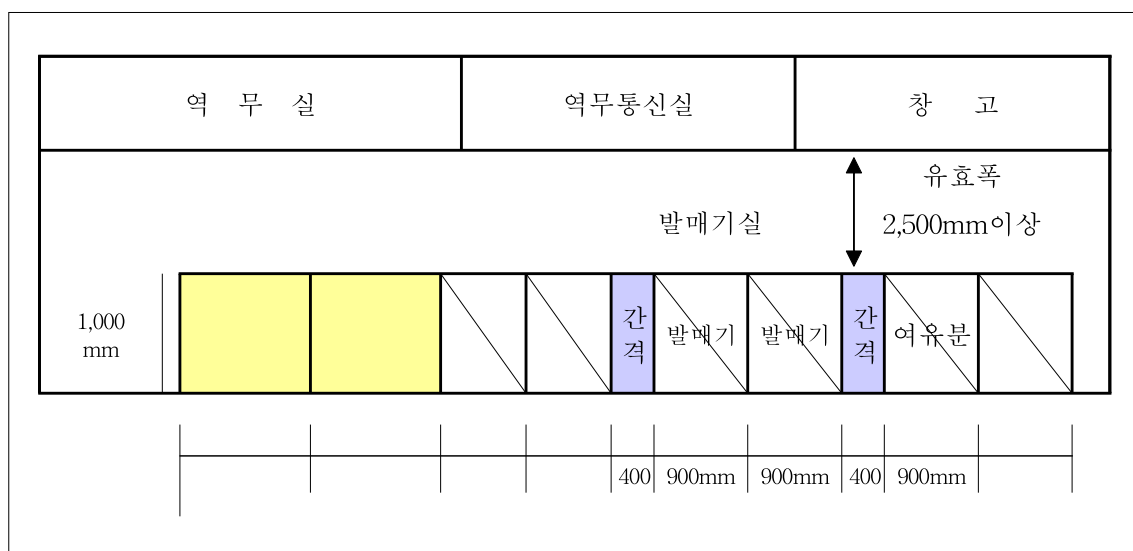 역 무 실
역무통신실
창 고
유효폭
발매기실
2,500mm이상
1,000
mm
간
격
발매기
발매기
간
격
여유분
400
900mm
900mm
400
900mm